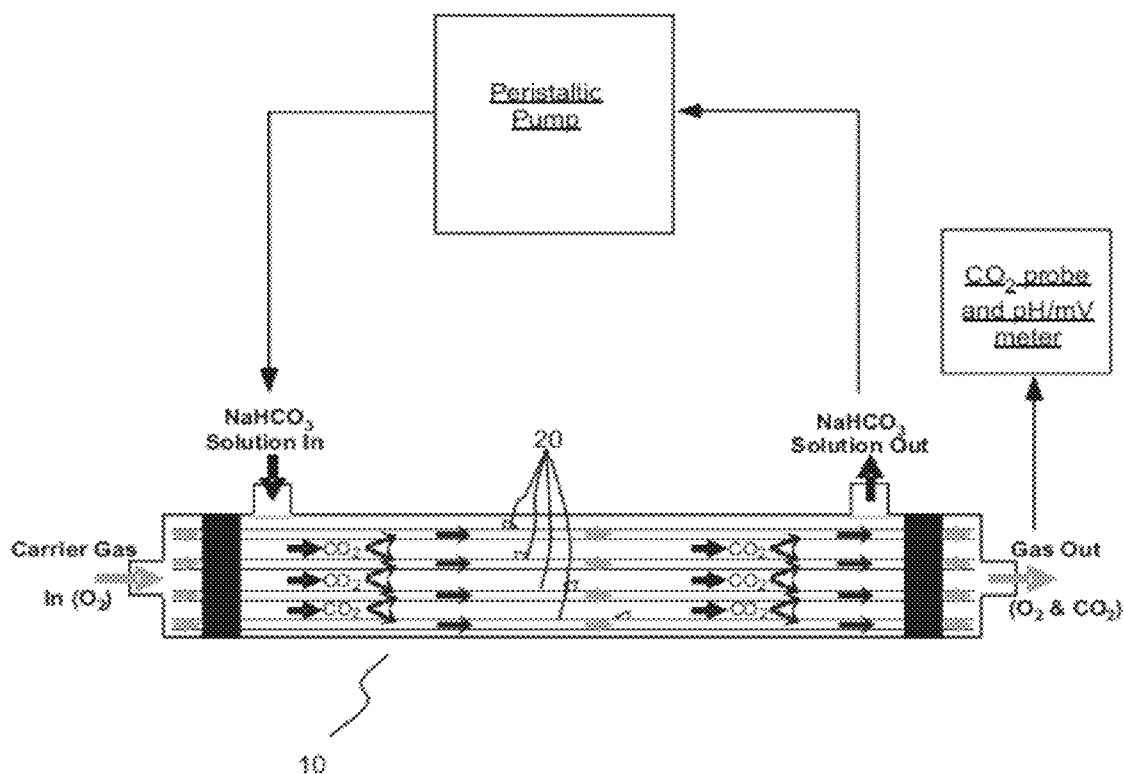 Peristaltic
Pump
CO₂ probe
and pH/mV
meter
NaHCO₃
Solution In
NaHCO₃
Solution Out
20
Carrier Gas
In (O₂)
CO₂
CO₂
CO₂
CO₂
CO₂
CO₂
Gas Out
(O₂ & CO₂)
10